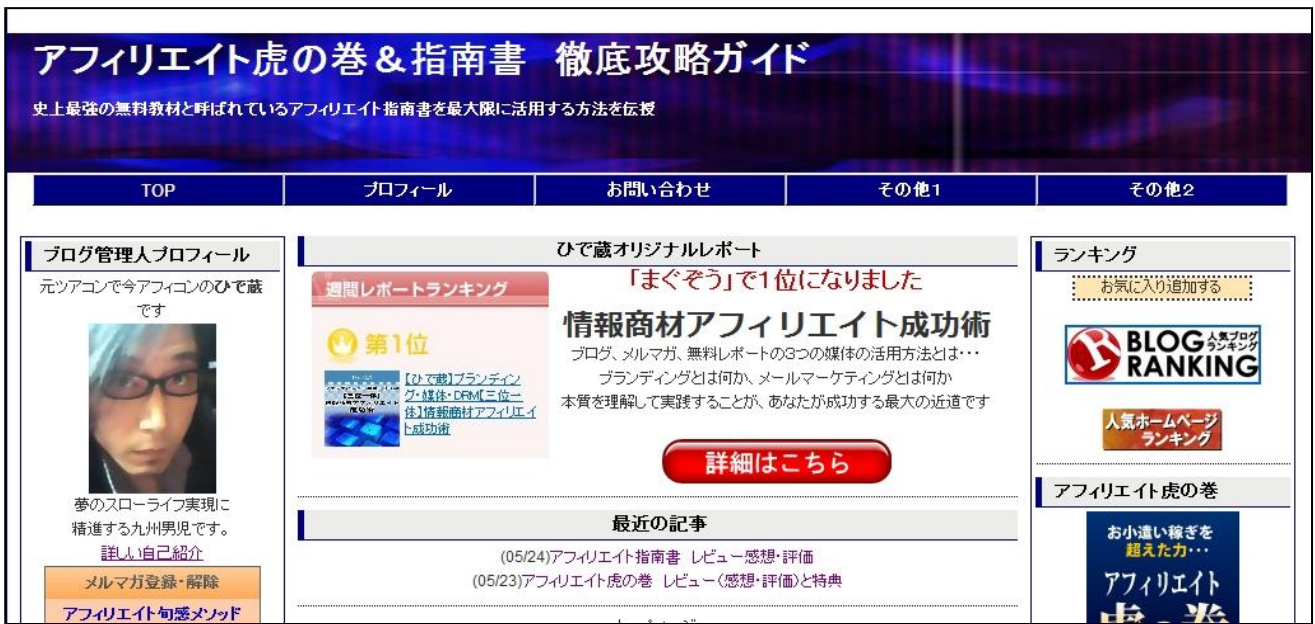 アフィリエイト虎の巻＆指南書　徹底攻略ガイド
史上最強の無料教材と呼ばれているアフィリエイト指南書を最大限に活用する方法を伝授
TOP
プロフィール
お問い合わせ
その他1
その他2
ブログ管理人プロフィール
元ツアコンで今アフィコンのひで蔵
です
夢のスローライフ実現に
精進する九州男児です。
詳しい自己紹介
メルマガ登録・解除
アフィリエイト旬感メソッド
ひで蔵オリジナルレポート
「まぐぞう」で1位になりました
週間レポートランキング
第1位
【ひで蔵】ブランディン
グ・媒体・DRM【三位一
体】情報商材アフィリエイ
ト成功術
情報商材アフィリエイト成功術
ブログ、メルマガ、無料レポートの3つの媒体の活用方法とは・・・
ブランディングとは何か、メールマーケティングとは何か
本質を理解して実践することが、あなたが成功する最大の近道です
詳細はこちら
最近の記事
(05/24)アフィリエイト指南書 レビュー感想・評価
(05/23)アフィリエイト虎の巻 レビュー（感想・評価）と特典
ランキング
お気に入り追加する
BLOG 人気ブログ
ランキング
RANKING
人気ホームページ
ランキング
アフィリエイト虎の巻
お小遣い稼ぎを
超えた力・・・
アフィリエイト
虎の巻